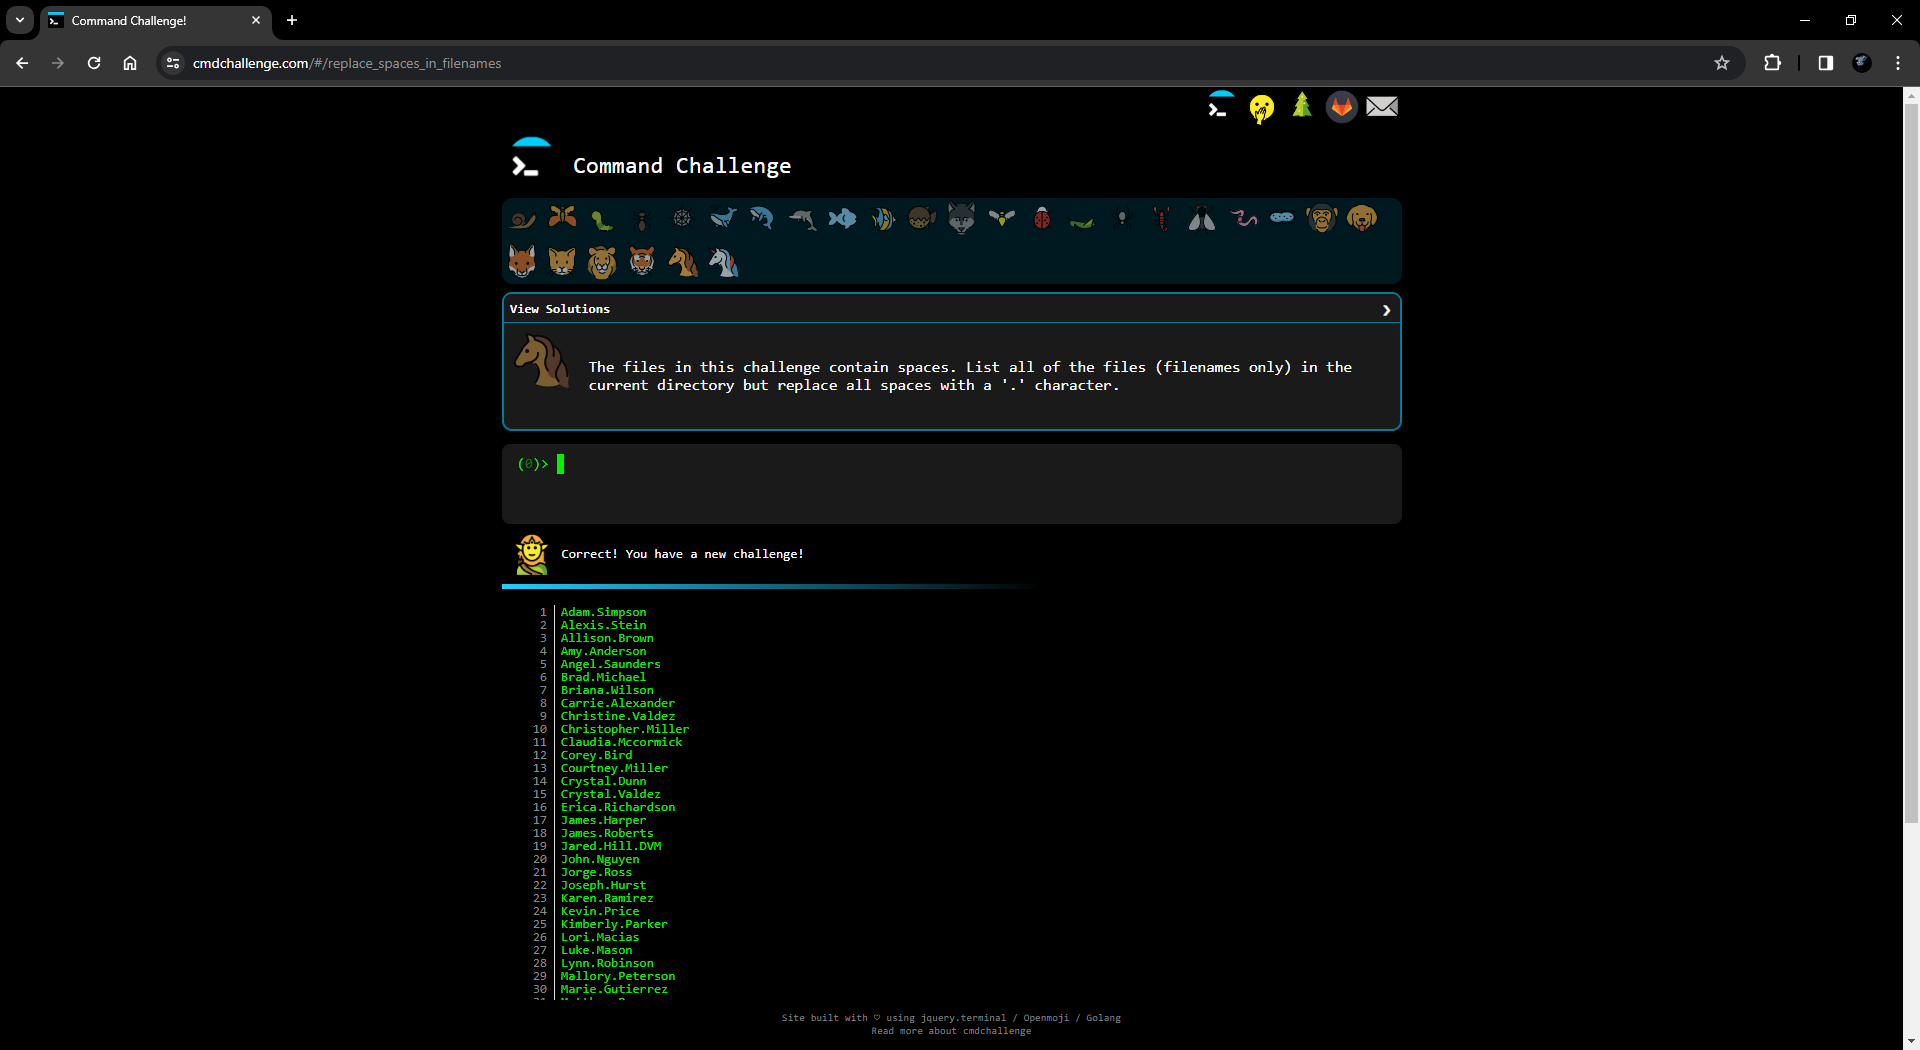 Command Challenge!
cmdchallenge.com/#/replace_spaces_in_filenames
Command Challenge
View Solutions
The files in this challenge contain spaces. List all of the files (filenames only) in the
current directory but replace all spaces with a '.' character.
(0)>
Correct! You have a new challenge!
1 Adam.Simpson
2 Alexis.Stein
3 Allison.Brown
4 Amy.Anderson
5 Angel.Saunders
6 Brad.Michael
7 Briana.Wilson
8 Carrie.Alexander
9 Christine.Valdez
10 Christopher.Miller
11 Claudia.Mccormick
12 Corey.Bird
13 Courtney.Miller
14 Crystal.Dunn
15 Crystal.Valdez
16 Erica.Richardson
17 James.Harper
18 James.Roberts
19 Jared.Hill.DVM
20 John.Nguyen
21 Jorge.Ross
22 Joseph.Hurst
23 Karen.Ramirez
24 Kevin.Price
25 Kimberly.Parker
26 Lori.Macias
27 Luke.Mason
28 Lynn.Robinson
29 Mallory.Peterson
30 Marie.Gutierrez
Site built with ♡ using jquery.terminal / Openmoji / Golang
Read more about cmdchallenge